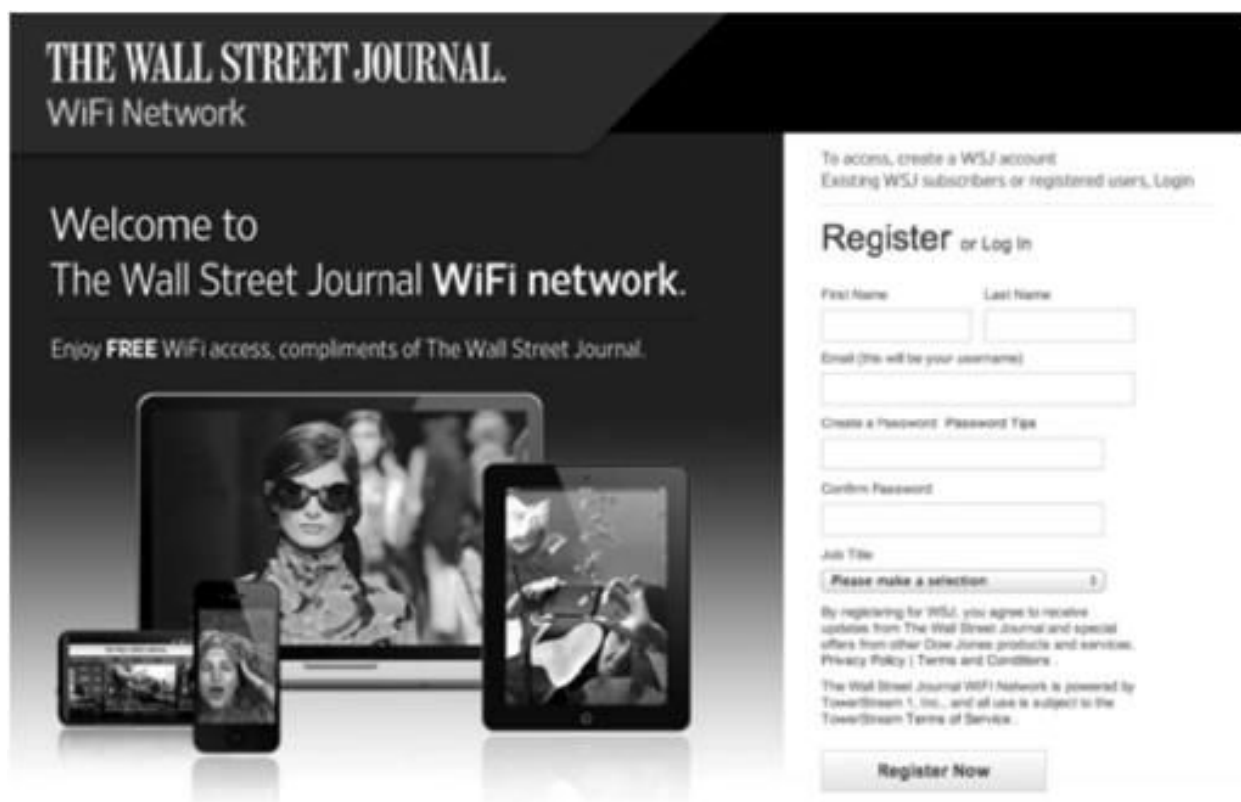 THE WALL STREET JOURNAL.
WiFi Network
Welcome to
The Wall Street Journal WiFi network.
Enjoy FREE WiFi access, compliments of The Wall Street Journal.
To access, create a WSJ account
Existing WSJ subscribers or registered users, Login
Register or Log In
First Name Last Name
Email (this will be your username)
Create a Password Password Tips
Confirm Password
Job Title
Please make a selection
By registering for WSJ, you agree to receive
updates from The Wall Street Journal and special
offers from other Dow Jones products and services.
Privacy Policy | Terms and Conditions .
The Wall Street Journal WiFi Network is powered by
TowerStream 1, Inc., and all use is subject to the
TowerStream Terms of Service .
Register Now